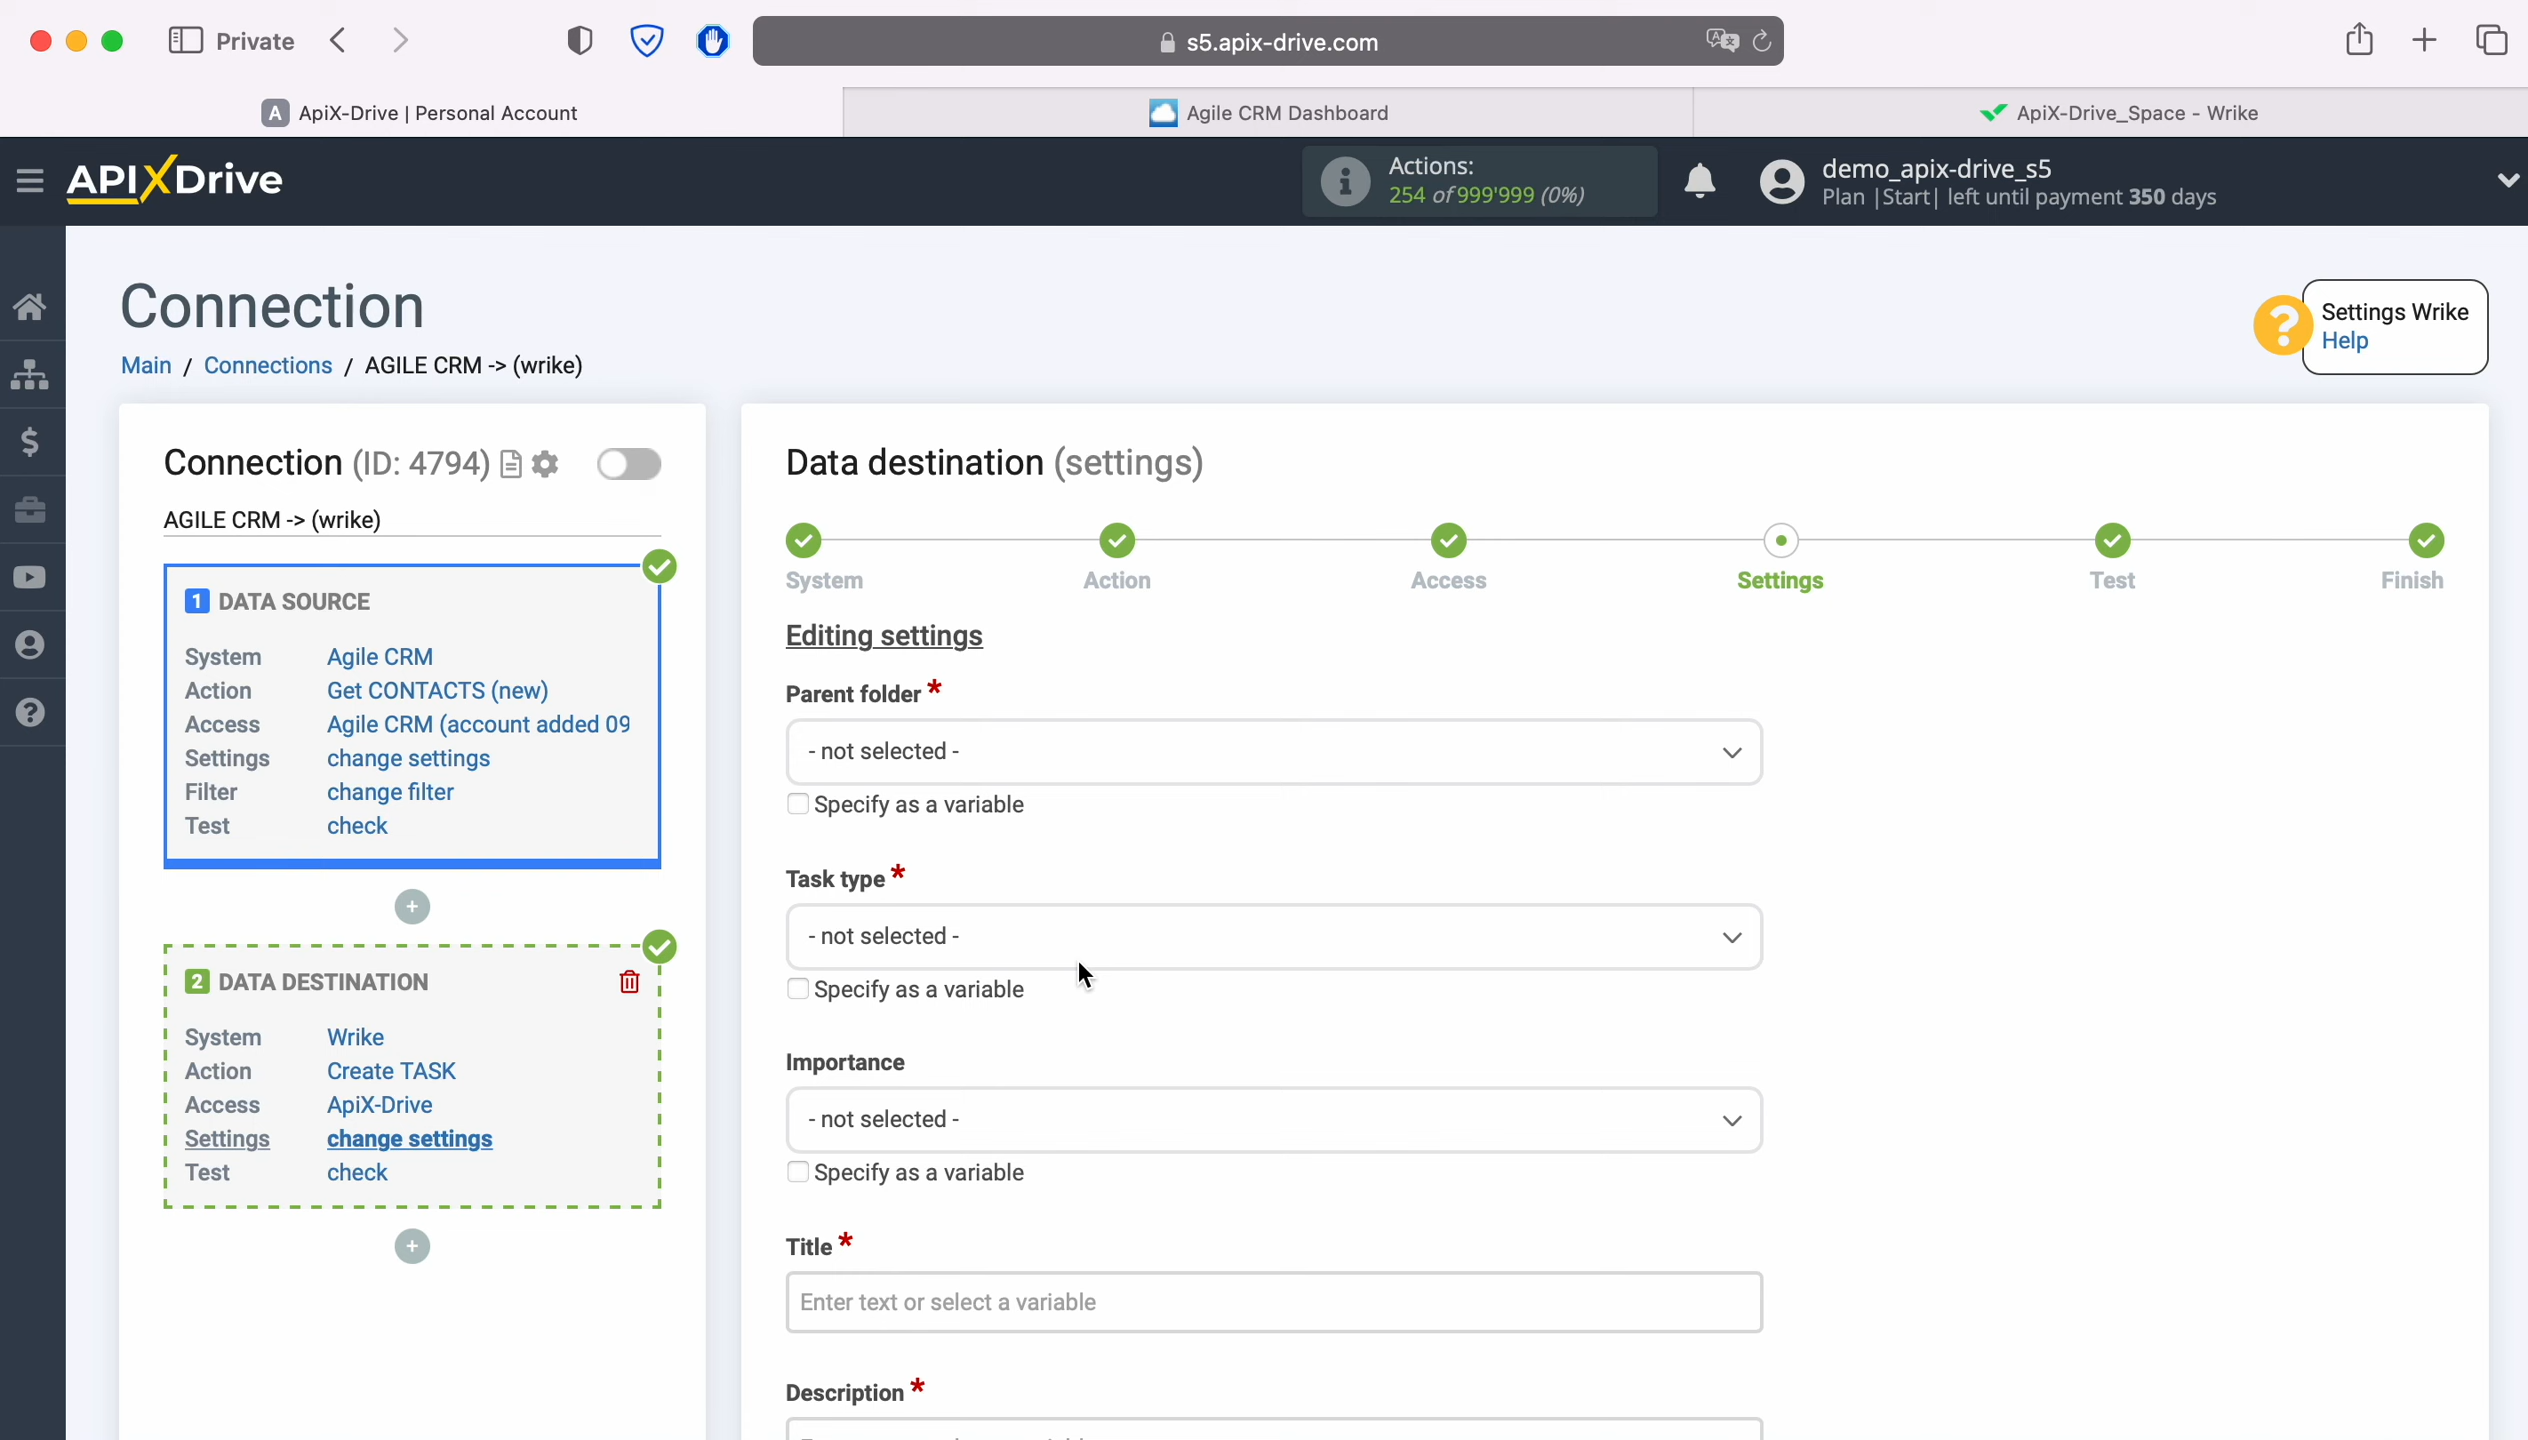 Private
s5.apix-drive.com
A ApiX-Drive | Personal Account
Agile CRM Dashboard
ApiX-Drive_Space - Wrike
APIXDrive
Actions:
254 of 999'999 (0%)
demo_apix-drive_s5
Plan |Start| left until payment 350 days
Connection
Main / Connections / AGILE CRM -> (wrike)
Settings Wrike
Help
Connection (ID: 4794)
AGILE CRM -> (wrike)
1 DATA SOURCE
System Agile CRM
Action Get CONTACTS (new)
Access Agile CRM (account added 09
Settings change settings
Filter change filter
Test check
2 DATA DESTINATION
System Wrike
Action Create TASK
Access ApiX-Drive
Settings change settings
Test check
Data destination (settings)
System Action Access Settings Test Finish
Editing settings
Parent folder *
- not selected -
Specify as a variable
Task type *
- not selected -
Specify as a variable
Importance
- not selected -
Specify as a variable
Title *
Enter text or select a variable
Description *